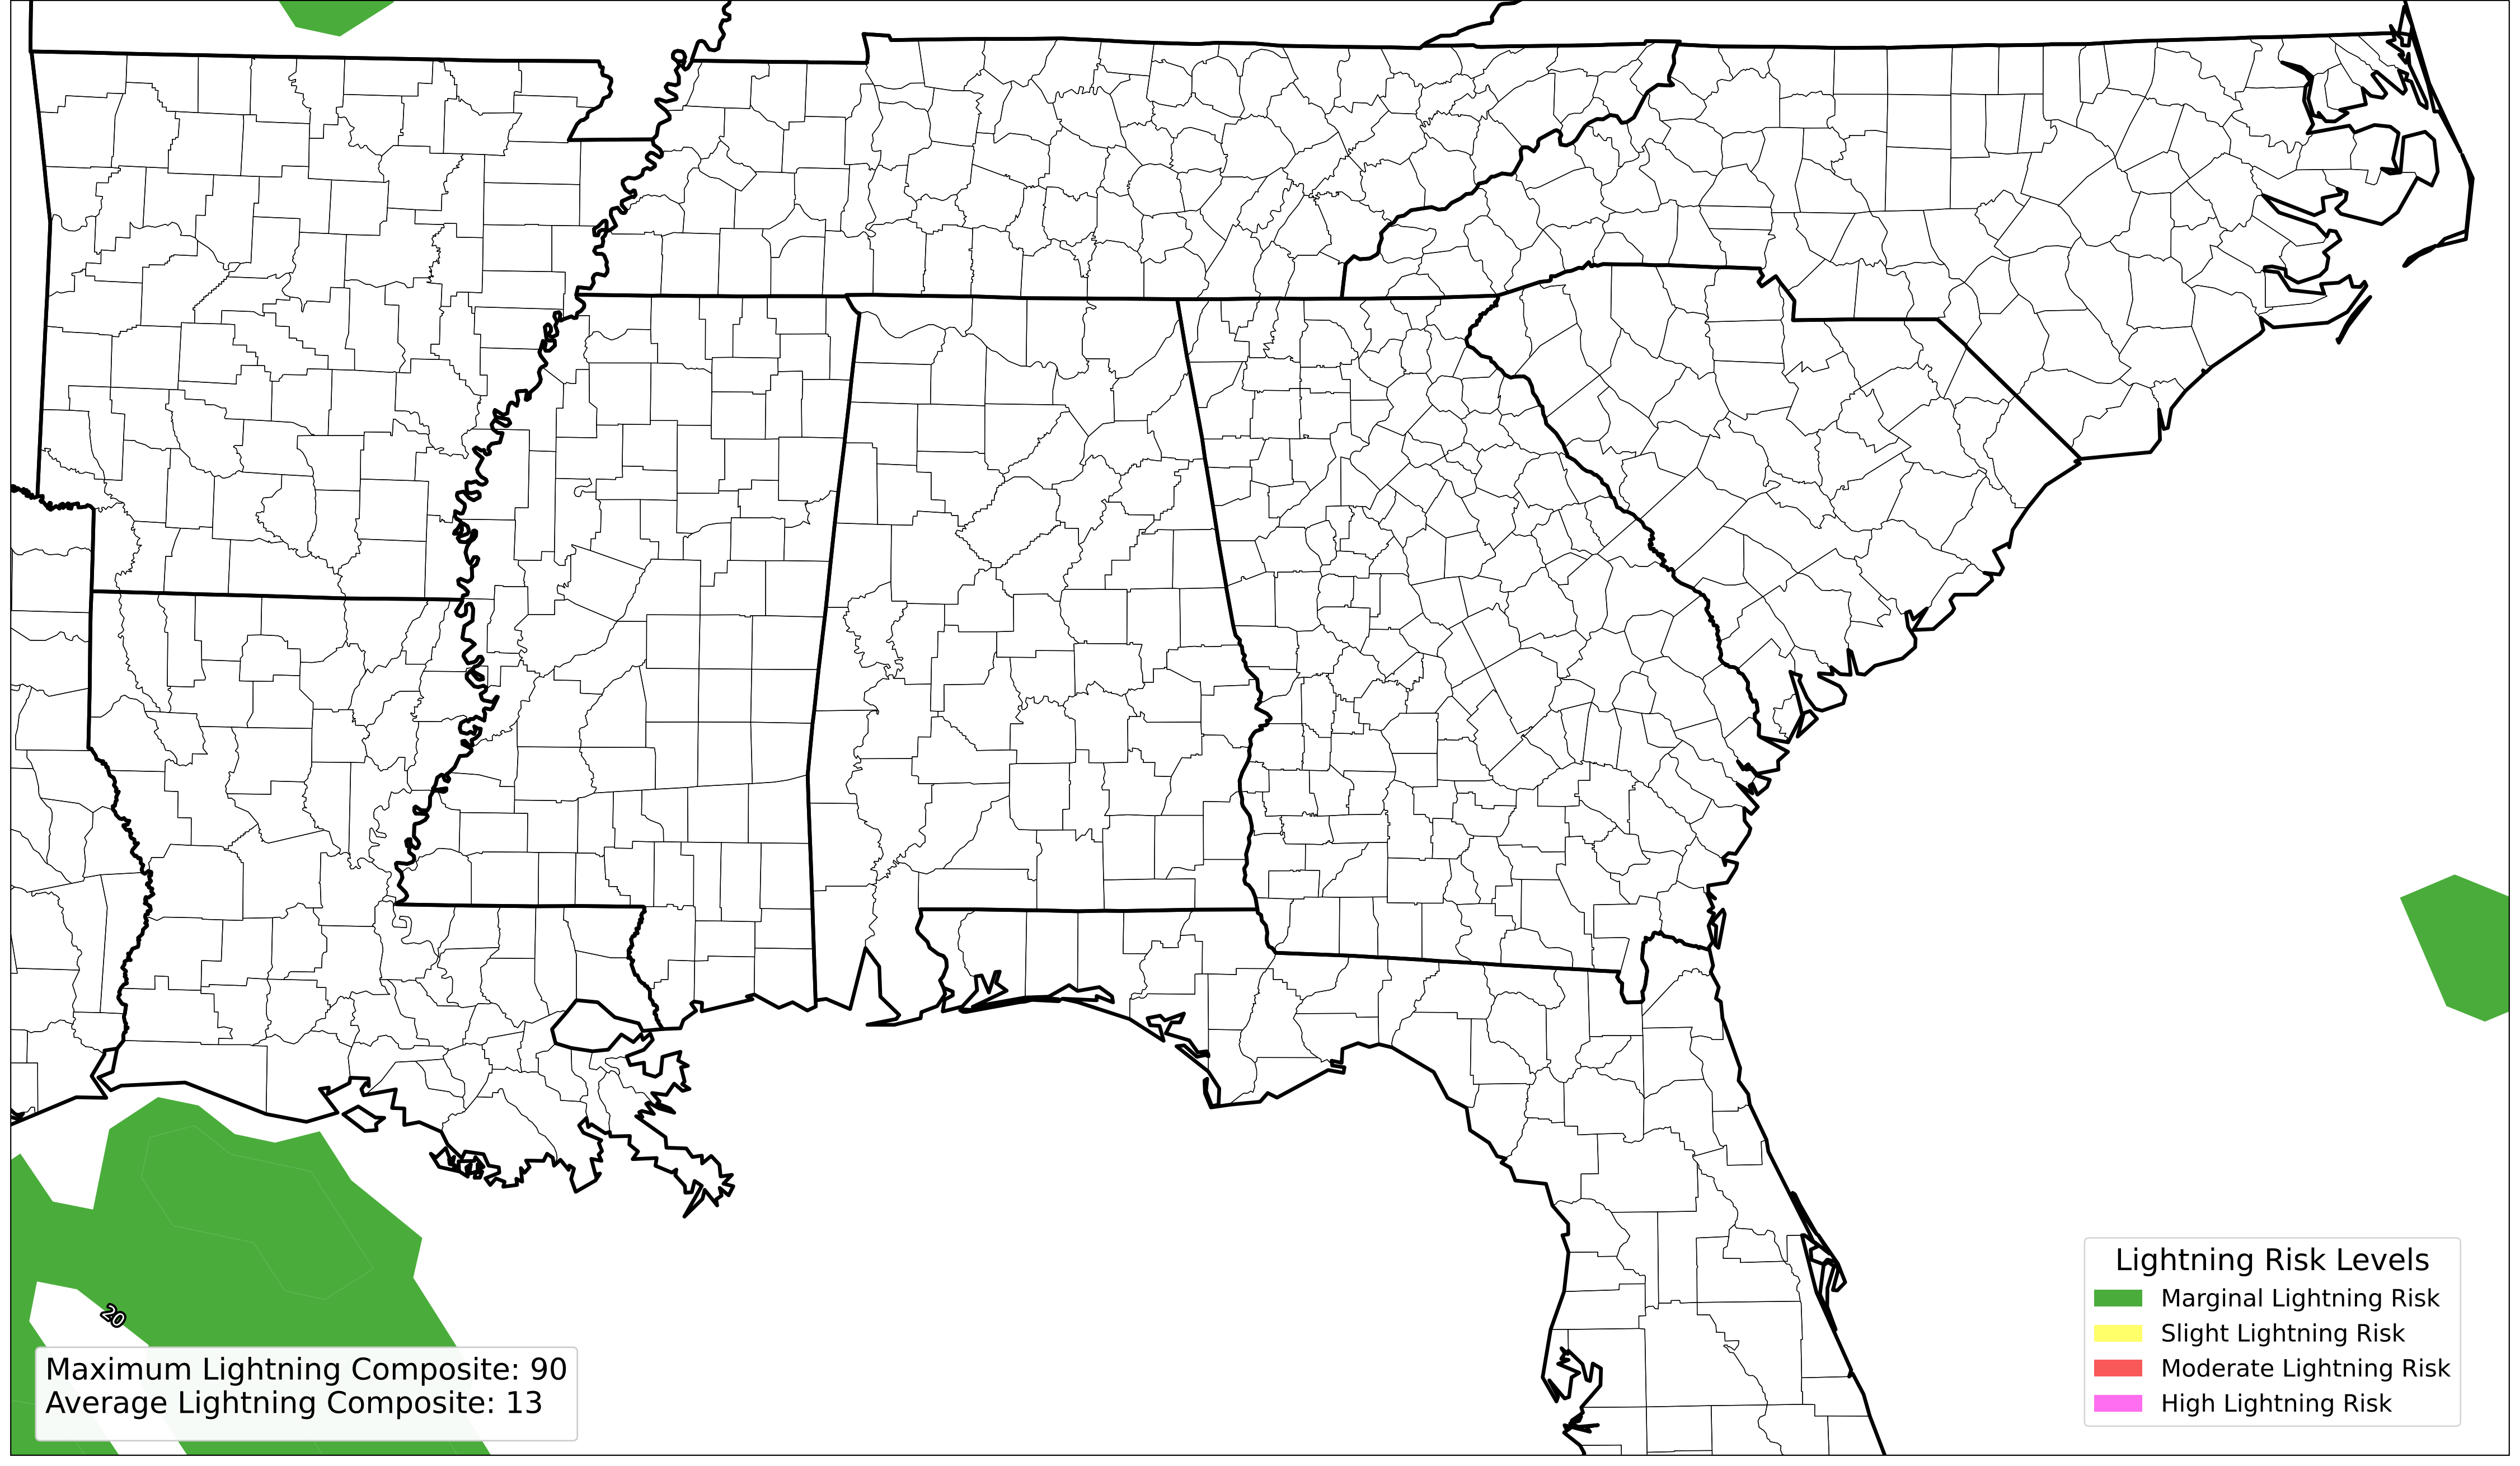 20
Maximum Lightning Composite: 90
Average Lightning Composite: 13
Lightning Risk Levels
Marginal Lightning Risk
Slight Lightning Risk
Moderate Lightning Risk
High Lightning Risk